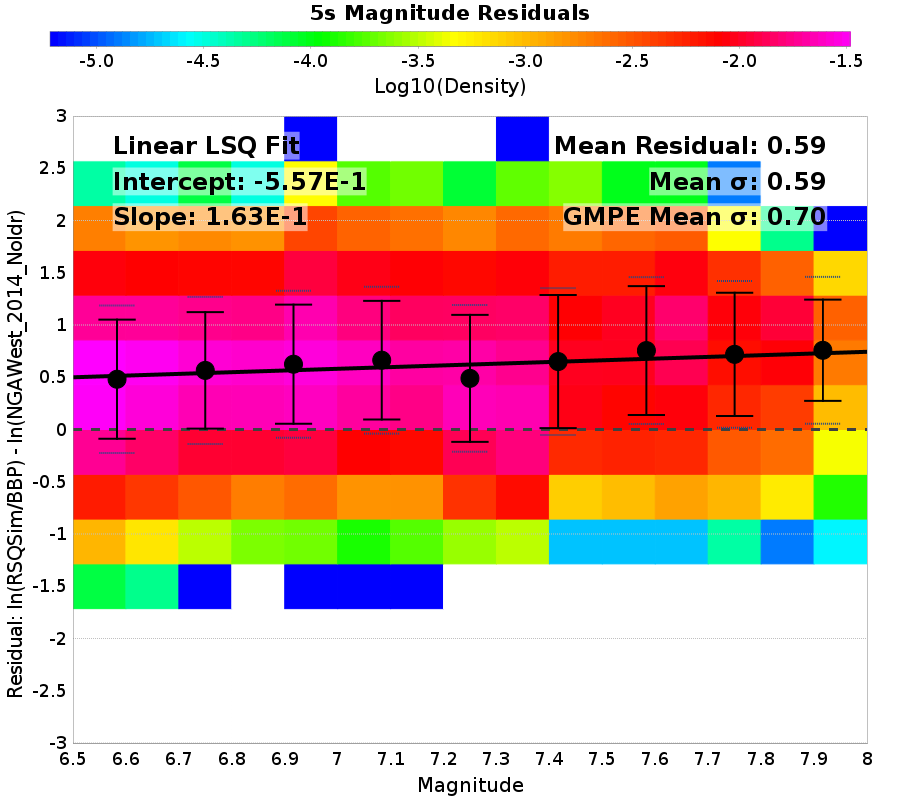 5s Magnitude Residuals
-5.0 -4.5 -4.0 -3.5 -3.0 -2.5 -2.0 -1.5
Log10(Density)
Residual: ln(RSQSim/BBP) - ln(NGAWest_2014_NoIdr)
3
2.5
2
1.5
1
0.5
0
-0.5
-1
-1.5
-2
-2.5
-3
Linear LSQ Fit
Intercept: -5.57E-1
Slope: 1.63E-1
Mean Residual: 0.59
Mean σ: 0.59
GMPE Mean σ: 0.70
6.5 6.6 6.7 6.8 6.9 7 7.1 7.2 7.3 7.4 7.5 7.6 7.7 7.8 7.9 8
Magnitude